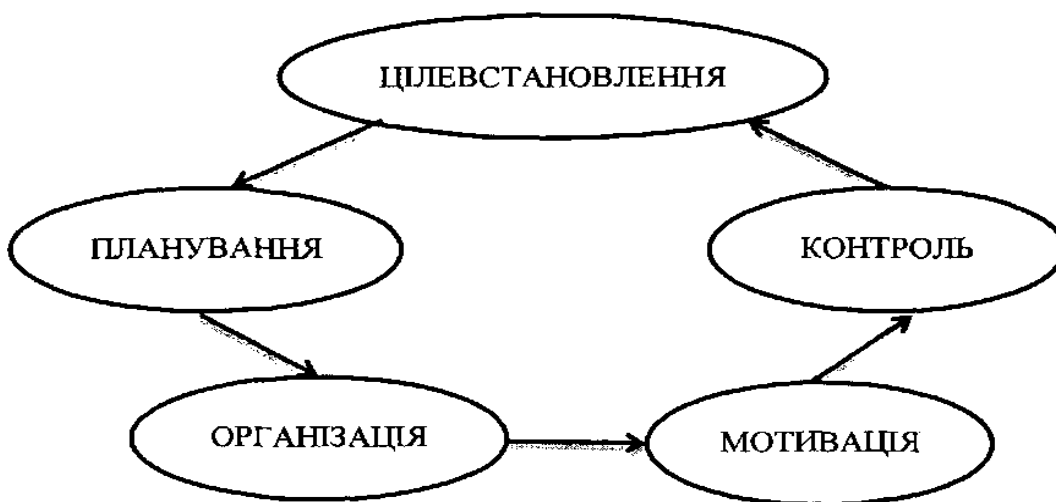 ЦІЛЕВСТАНОВЛЕННЯ
ПЛАНУВАННЯ
КОНТРОЛЬ
ОРГАНІЗАЦІЯ
МОТИВАЦІЯ